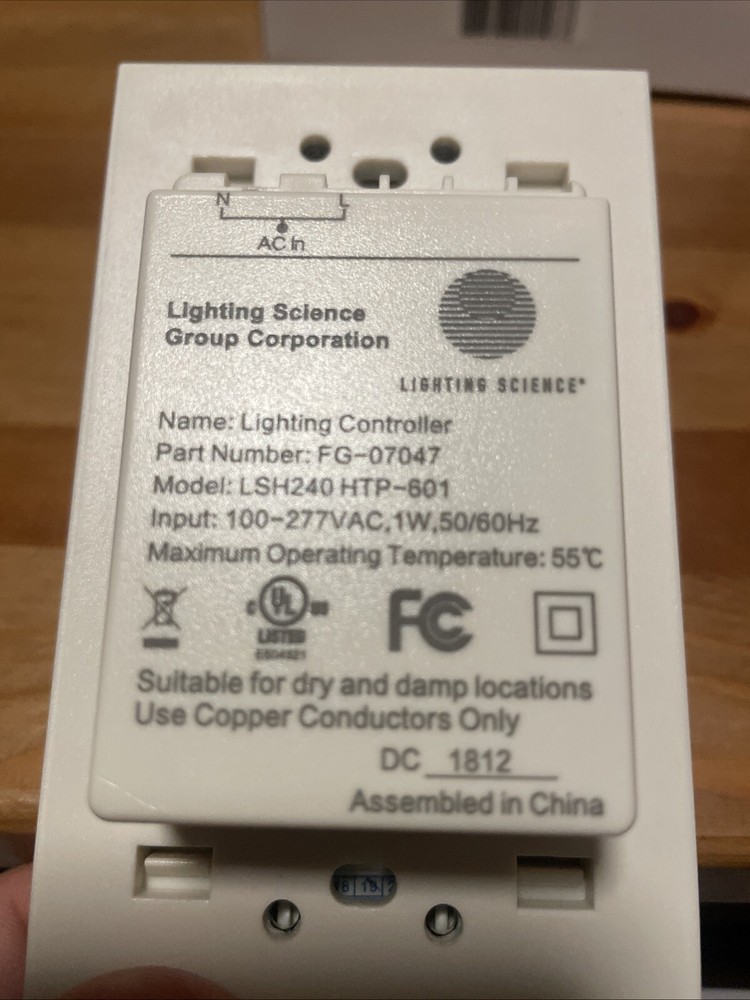 N L
AC In
Lighting Science
Group Corporation
LIGHTING SCIENCE®
Name: Lighting Controller
Part Number: FG-07047
Model: LSH240 HTP-601
Input: 100-277VAC,1W,50/60Hz
Maximum Operating Temperature: 55℃
c UL us
LISTED
FC
Suitable for dry and damp locations
Use Copper Conductors Only
DC 1812
Assembled in China